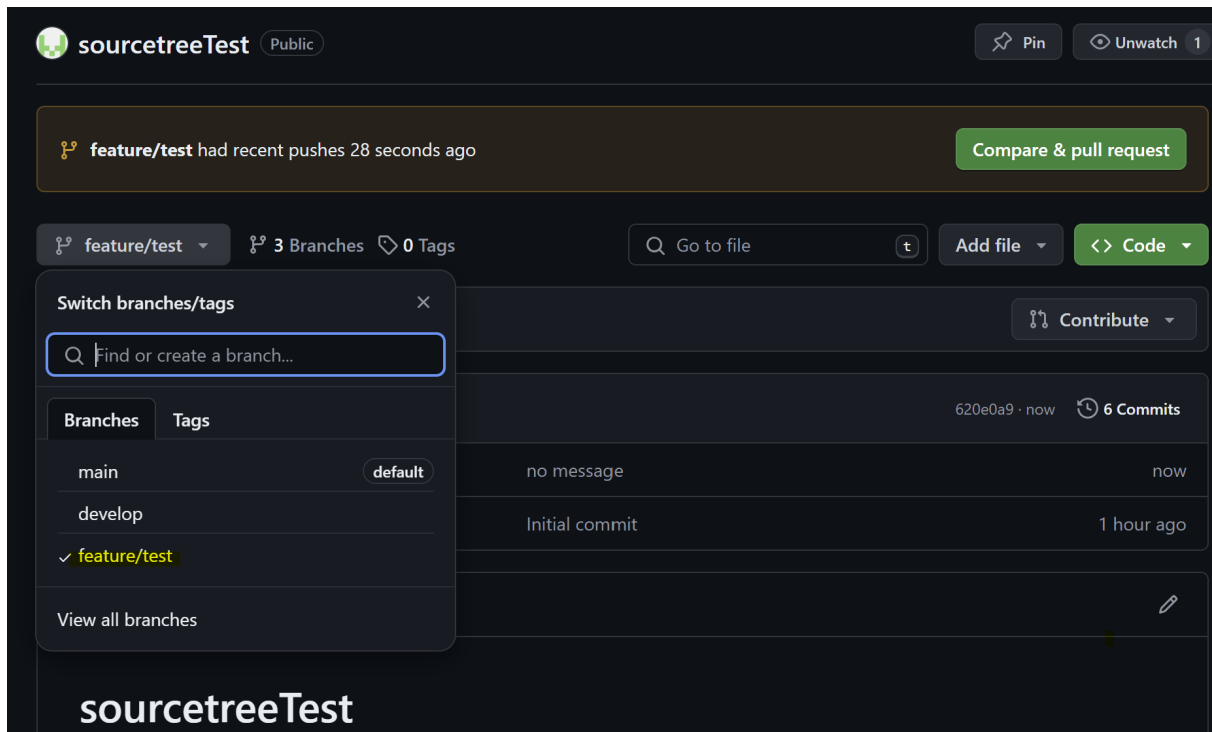 sourcetreeTest Public Pin Unwatch 1
feature/test had recent pushes 28 seconds ago Compare & pull request
feature/test 3 Branches 0 Tags Go to file t Add file <> Code
Switch branches/tags
Contribute
Find or create a branch...
620e0a9 · now 6 Commits
Branches Tags
main default no message now
develop Initial commit 1 hour ago
feature/test
View all branches
sourcetreeTest